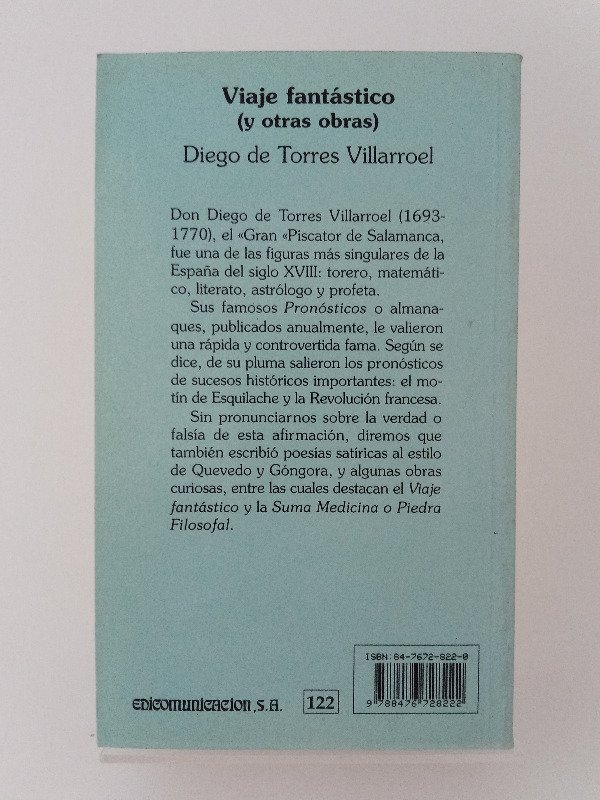 Viaje fantástico
(y otras obras)
Diego de Torres Villarroel
Don Diego de Torres Villarroel (1693-
1770), el «Gran «Piscator de Salamanca,
fue una de las figuras más singulares de la
España del siglo XVIII: torero, matemáti-
co, literato, astrólogo y profeta.
Sus famosos Pronósticos o almana-
ques, publicados anualmente, le valieron
una rápida y controvertida fama. Según se
dice, de su pluma salieron los pronósticos
de sucesos históricos importantes: el mo-
tín de Esquilache y la Revolución francesa.
Sin pronunciarnos sobre la verdad o
falsía de esta afirmación, diremos que
también escribió poesías satíricas al estilo
de Quevedo y Góngora, y algunas obras
curiosas, entre las cuales destacan el Viaje
fantástico y la Suma Medicina o Piedra
Filosofal.
ISBN: 84-7672-822-0
9 788476 728222
EDICOMUNICACION, S.A.
122